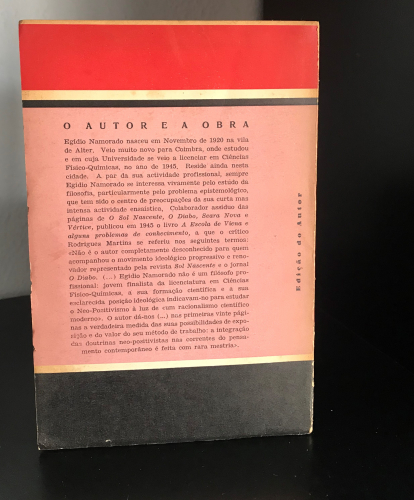 O AUTOR E A OBRA
Egídio Namorado nasceu em Novembro de 1920 na vila
de Alter. Veio muito novo para Coimbra, onde estudou
e em cuja Universidade se veio a licenciar em Ciências
Físico-Químicas, no ano de 1945. Reside ainda nesta
cidade. A par da sua actividade profissional, sempre
Egídio Namorado se interessou vivamente pelo estudo da
filosofia, particularmente pelo problema epistemológico,
que tem sido o centro de preocupações da sua curta mas
intensa actividade ensaística. Colaborador assíduo das
páginas de O Sol Nascente, O Diabo, Seara Nova e
Vértice, publicou em 1945 o livro A Escola de Viena e
alguns problemas do conhecimento, a que o crítico
Rodrigues Martins se referiu nos seguintes termos:
«Não é o autor completamente desconhecido para quem
acompanhou o movimento ideológico progressivo e reno-
vador representado pela revista Sol Nascente e o jornal
O Diabo. (...) Egídio Namorado não é um filósofo pro-
fissional: jovem finalista da licenciatura em Ciências
Físico-Químicas, a sua formação científica e a sua
esclarecida posição ideológica indicavam-no para estudar
o Neo-Positivismo à luz de «um racionalismo científico
moderno». O autor dá-nos (...) nas primeiras vinte pági-
nas a verdadeira medida das suas possibilidades de expo-
sição e do valor do seu método de trabalho: a integração
das doutrinas neo-positivistas nas correntes do pensa-
mento contemporâneo é feita com rara mestria».
Edição do Autor